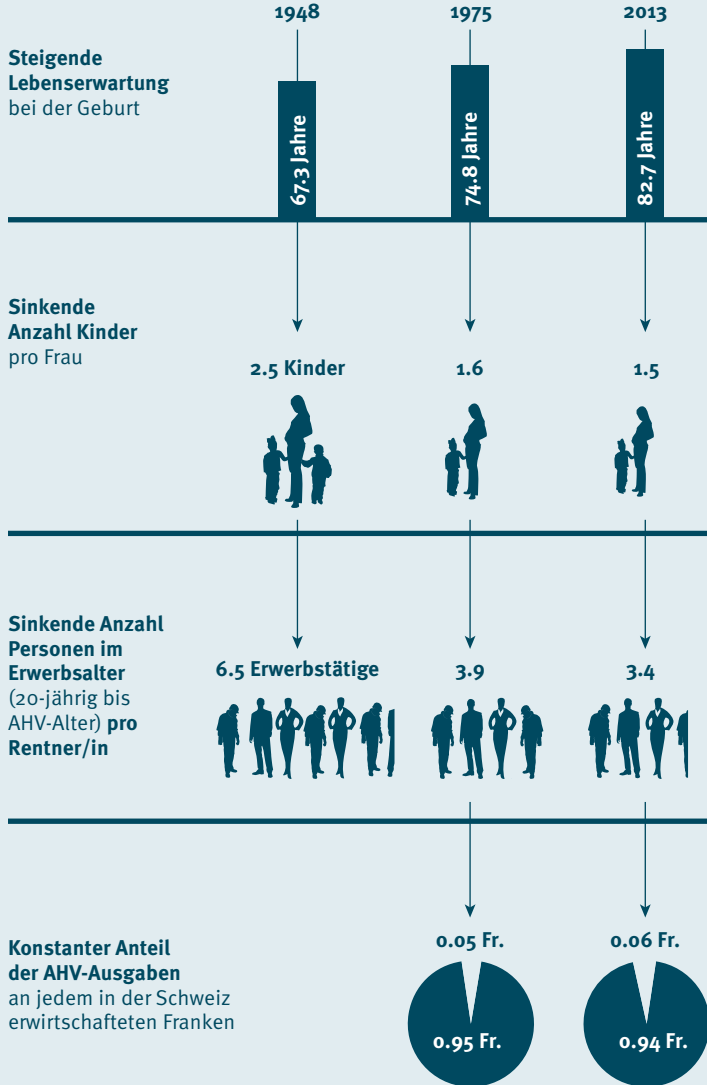 1948 1975 2013
Steigende
Lebenserwartung
bei der Geburt
67.3 Jahre
74.8 Jahre
82.7 Jahre
Sinkende
Anzahl Kinder
pro Frau
2.5 Kinder 1.6 1.5
Sinkende Anzahl
Personen im
Erwerbsalter
(20-jährig bis
AHV-Alter) pro
Rentner/in
6.5 Erwerbstätige 3.9 3.4
Konstanter Anteil
der AHV-Ausgaben
an jedem in der Schweiz
erwirtschafteten Franken
0.05 Fr. 0.06 Fr.
0.95 Fr. 0.94 Fr.